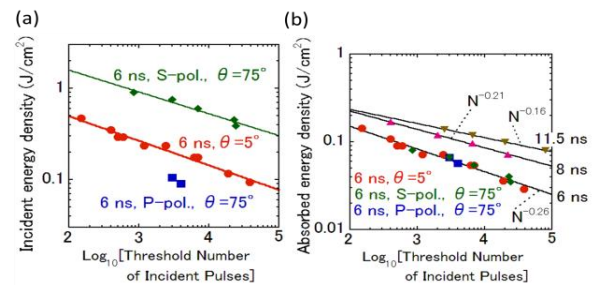 (a)
Incident energy density (J/cm²)
1
0.1
6 ns, S-pol., θ=75°
6 ns, θ=5°
6 ns, P-pol., θ=75°
2 3 4 5
Log₁₀[Threshold Number
of Incident Pulses]
(b)
Absorbed energy density (J/cm²)
1
0.1
0.01
N⁻⁰·²¹
N⁻⁰·¹⁶
11.5 ns
8 ns
6 ns
6 ns, θ=5°
6 ns, S-pol., θ=75°
6 ns, P-pol., θ=75°
N⁻⁰·²⁶
2 3 4 5
Log₁₀[Threshold Number
of Incident Pulses]